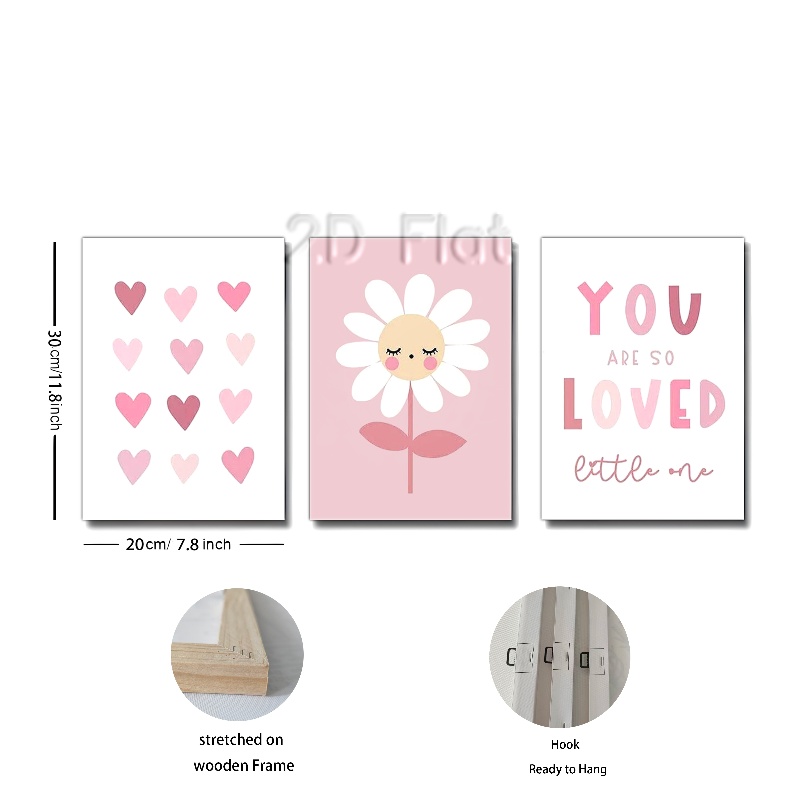 2D Flat
YOU
ARE SO
LOVED
little one
30cm/11.8inch
20cm/ 7.8 inch
stretched on
wooden Frame
Hook
Ready to Hang